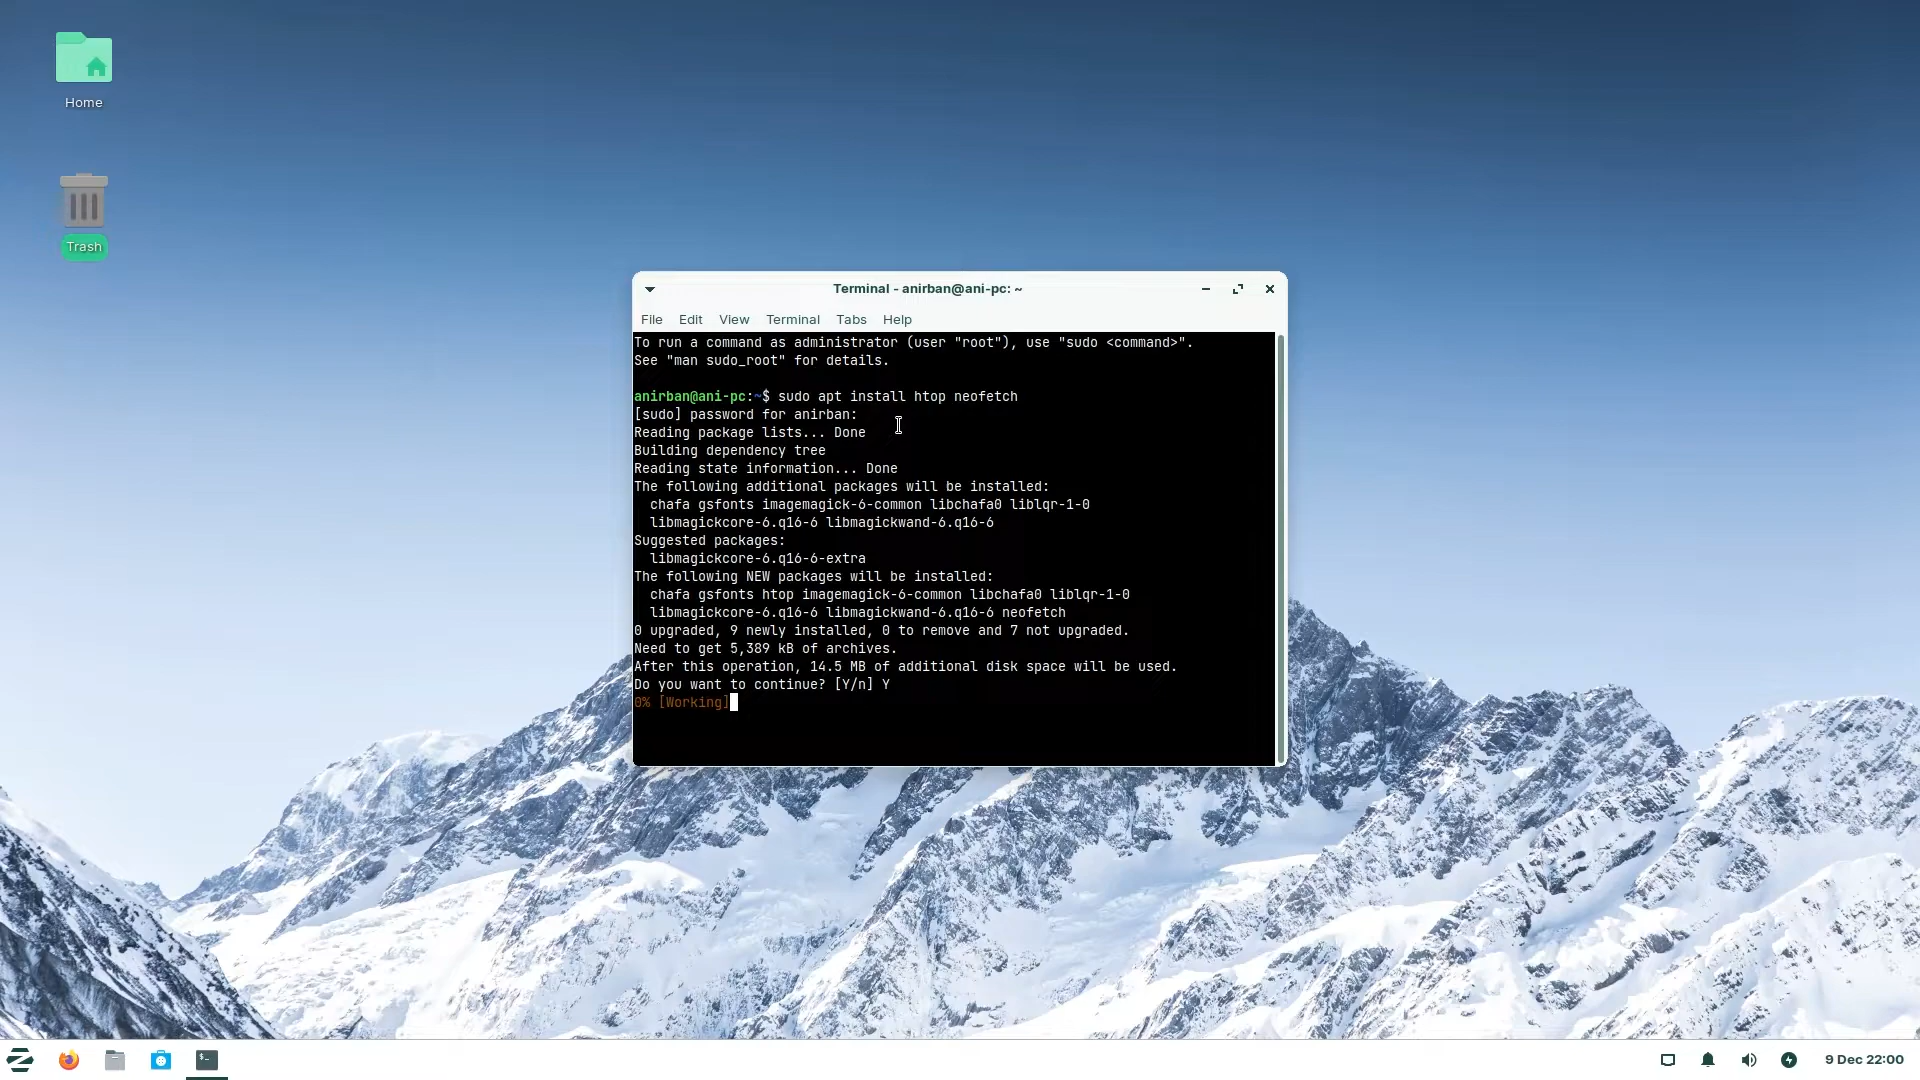 Home
Trash
Terminal - anirban@ani-pc: ~
File Edit View Terminal Tabs Help
To run a command as administrator (user "root"), use "sudo <command>".
See "man sudo_root" for details.
anirban@ani-pc:~$ sudo apt install htop neofetch
[sudo] password for anirban:
Reading package lists... Done
Building dependency tree
Reading state information... Done
The following additional packages will be installed:
  chafa gsfonts imagemagick-6-common libchafa0 liblqr-1-0
  libmagickcore-6.q16-6 libmagickwand-6.q16-6
Suggested packages:
  libmagickcore-6.q16-6-extra
The following NEW packages will be installed:
  chafa gsfonts htop imagemagick-6-common libchafa0 liblqr-1-0
  libmagickcore-6.q16-6 libmagickwand-6.q16-6 neofetch
0 upgraded, 9 newly installed, 0 to remove and 7 not upgraded.
Need to get 5,389 kB of archives.
After this operation, 14.5 MB of additional disk space will be used.
Do you want to continue? [Y/n] Y
0% [Working]
9 Dec 22:00